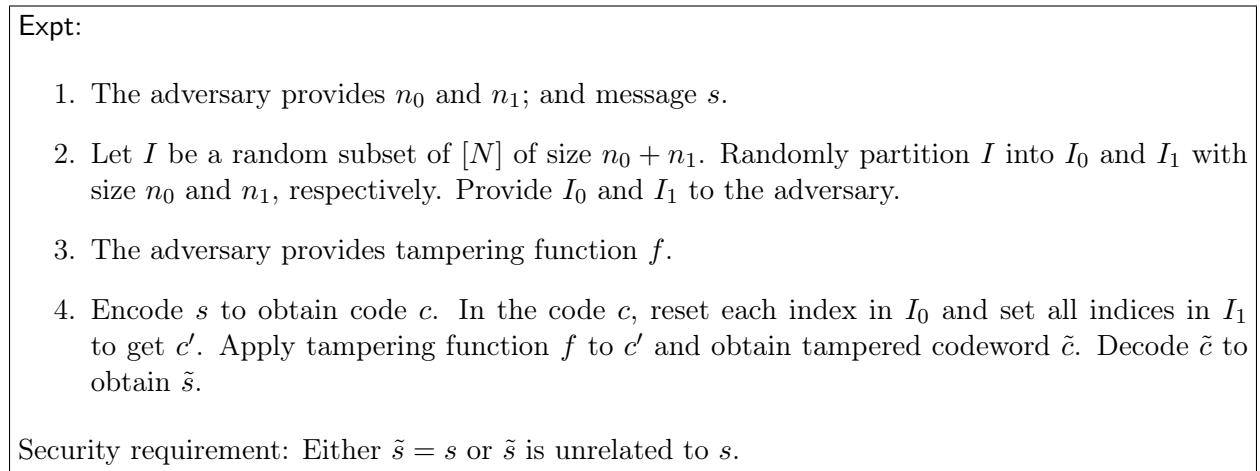 Expt:
1. The adversary provides n₀ and n₁; and message s.
2. Let I be a random subset of [N] of size n₀ + n₁. Randomly partition I into I₀ and I₁ with
size n₀ and n₁, respectively. Provide I₀ and I₁ to the adversary.
3. The adversary provides tampering function f.
4. Encode s to obtain code c. In the code c, reset each index in I₀ and set all indices in I₁
to get c′. Apply tampering function f to c′ and obtain tampered codeword c̃. Decode c̃ to
obtain s̃.
Security requirement: Either s̃ = s or s̃ is unrelated to s.